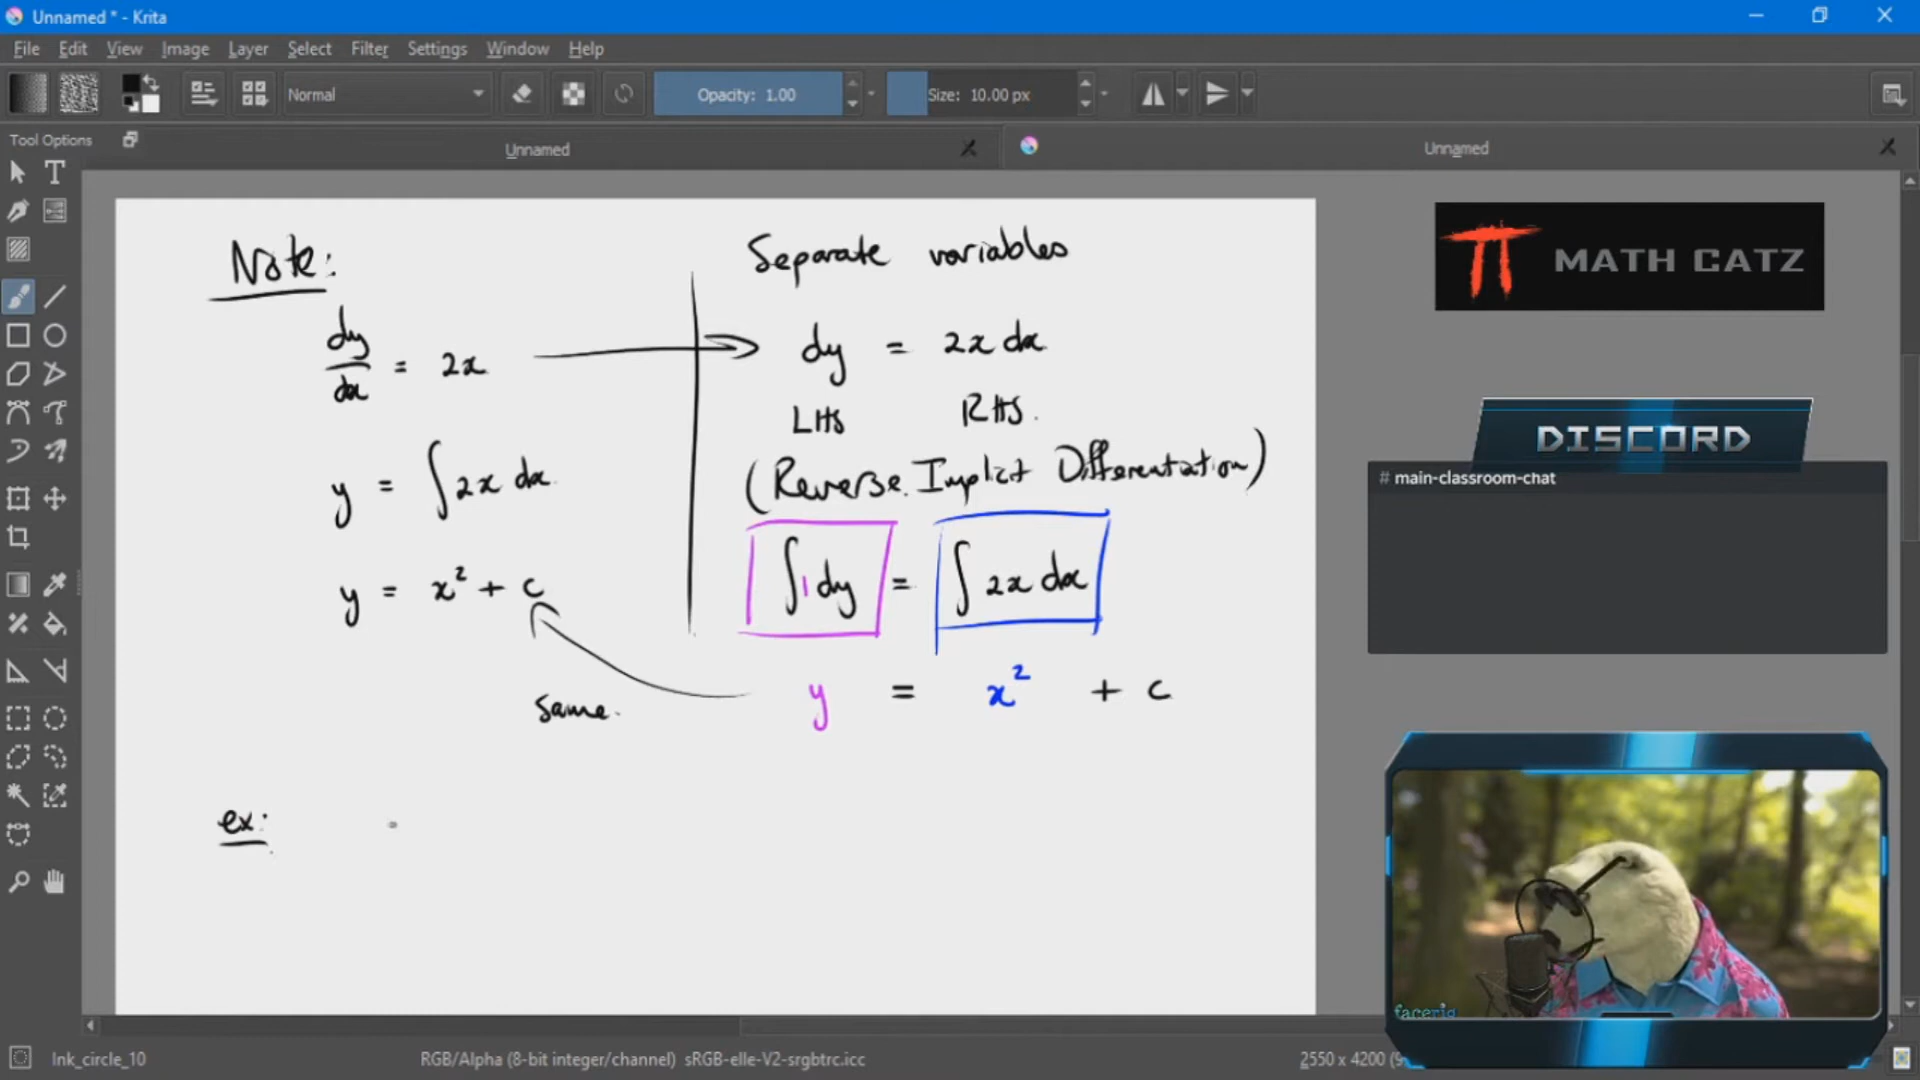 Unnamed * - Krita
File Edit View Image Layer Select Filter Settings Window Help
Normal Opacity: 1.00 Size: 10.00 px
Tool Options
Unnamed Unnamed
Note:
dy/dx = 2x
y = ∫2x dx
y = x² + c
same.
Separate variables
dy = 2x dx
LHS RHS.
(Reverse Implicit Differentiation)
∫1 dy = ∫ 2x dx
y = x² + c
ex:
π MATH CATZ
DISCORD
# main-classroom-chat
facerig
Ink_circle_10 RGB/Alpha (8-bit integer/channel) sRGB-elle-V2-srgbtrc.icc 2550 x 4200 (9